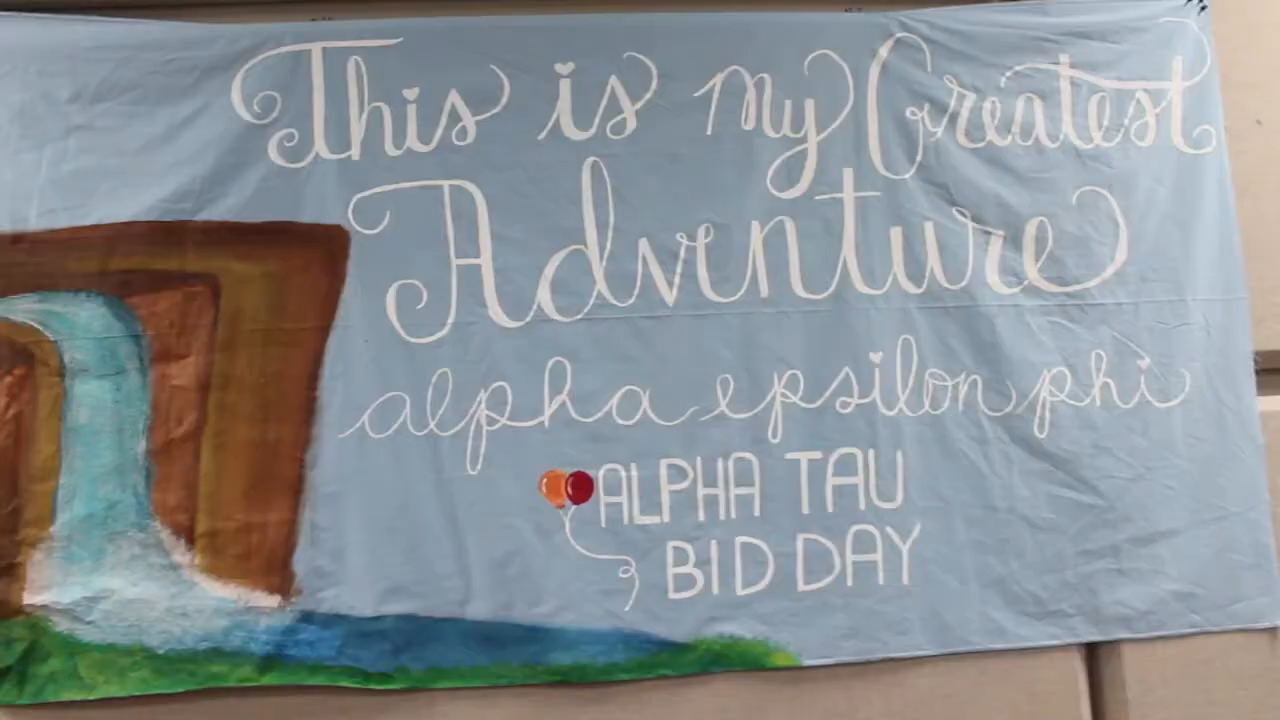 This is my Greatest
Adventure
alpha epsilon phi
ALPHA TAU
BID DAY